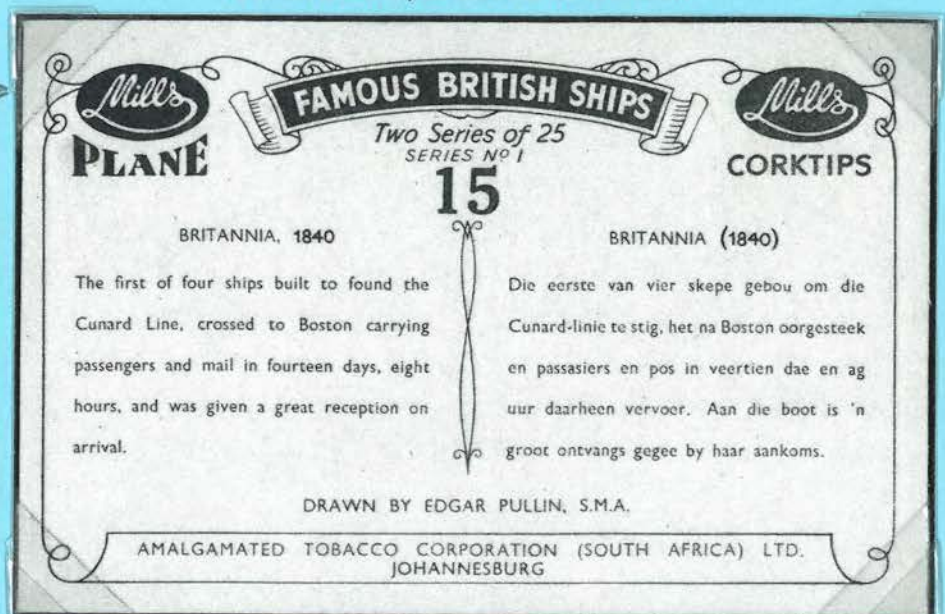 Mills
PLANE
FAMOUS BRITISH SHIPS
Two Series of 25
SERIES Nº 1
15
Mills
CORKTIPS
BRITANNIA, 1840
The first of four ships built to found the
Cunard Line, crossed to Boston carrying
passengers and mail in fourteen days, eight
hours, and was given a great reception on
arrival.
BRITANNIA (1840)
Die eerste van vier skepe gebou om die
Cunard-linie te stig, het na Boston oorgesteek
en passasiers en pos in veertien dae en ag
uur daarheen vervoer. Aan die boot is 'n
groot ontvangs gegee by haar aankoms.
DRAWN BY EDGAR PULLIN, S.M.A.
AMALGAMATED TOBACCO CORPORATION (SOUTH AFRICA) LTD.
JOHANNESBURG